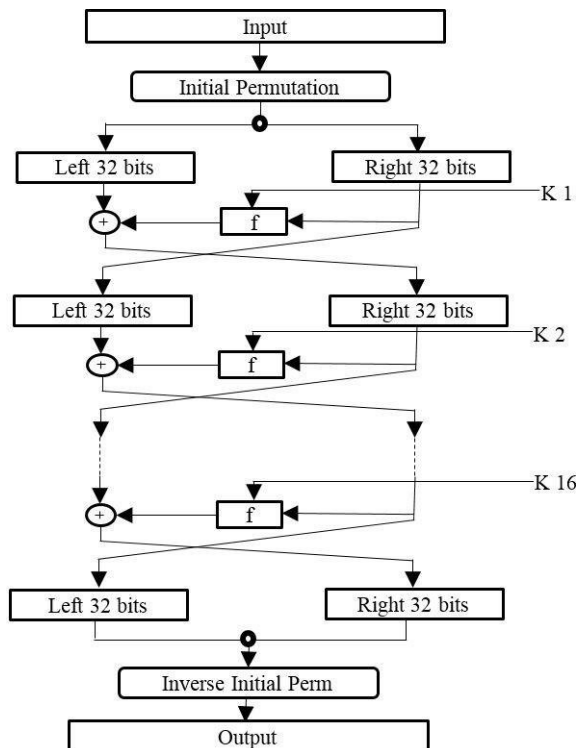 Input
Initial Permutation
Left 32 bits
Right 32 bits
K 1
+
f
Left 32 bits
Right 32 bits
K 2
+
f
K 16
+
f
Left 32 bits
Right 32 bits
Inverse Initial Perm
Output